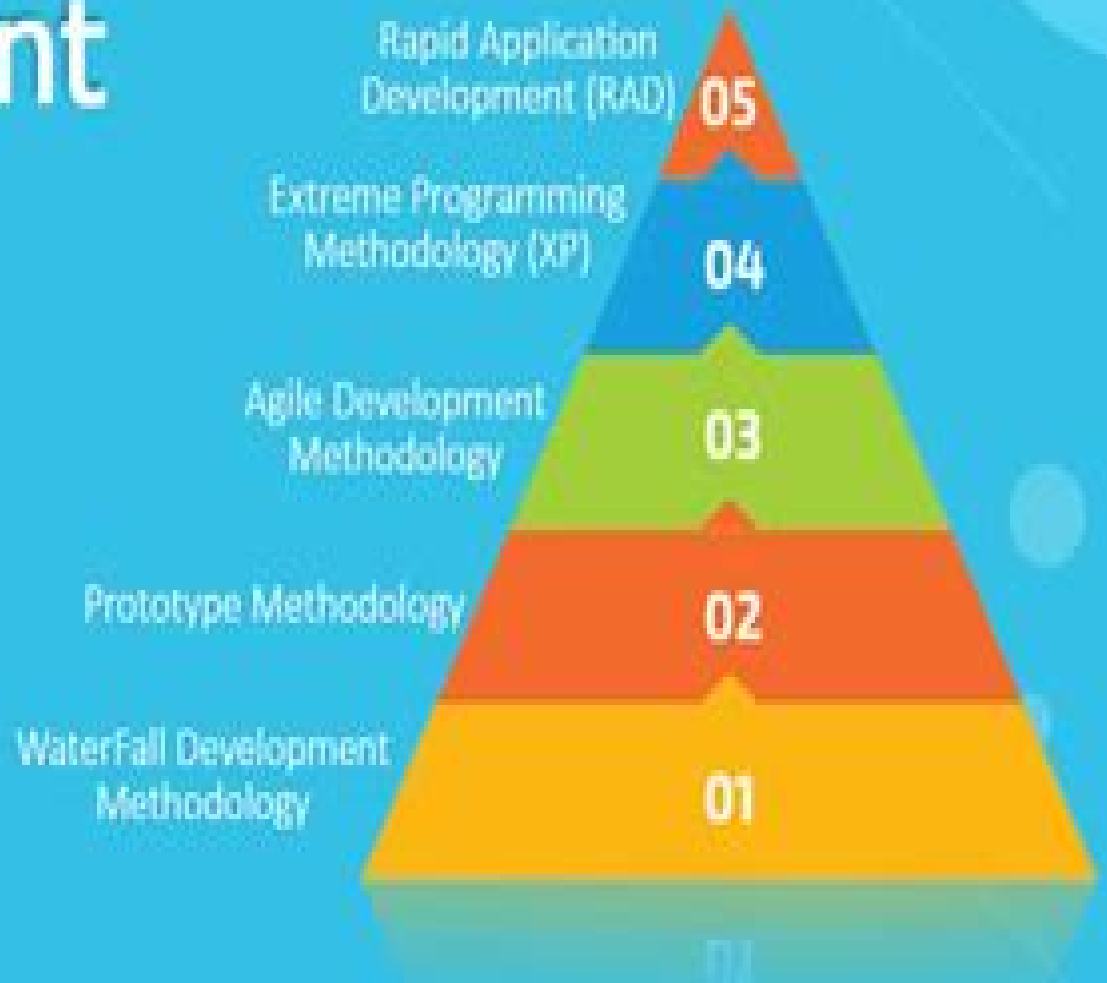 nt
Rapid Application
Development (RAD)
05
Extreme Programming
Methodology (XP)
04
Agile Development
Methodology
03
Prototype Methodology
02
WaterFall Development
Methodology
01